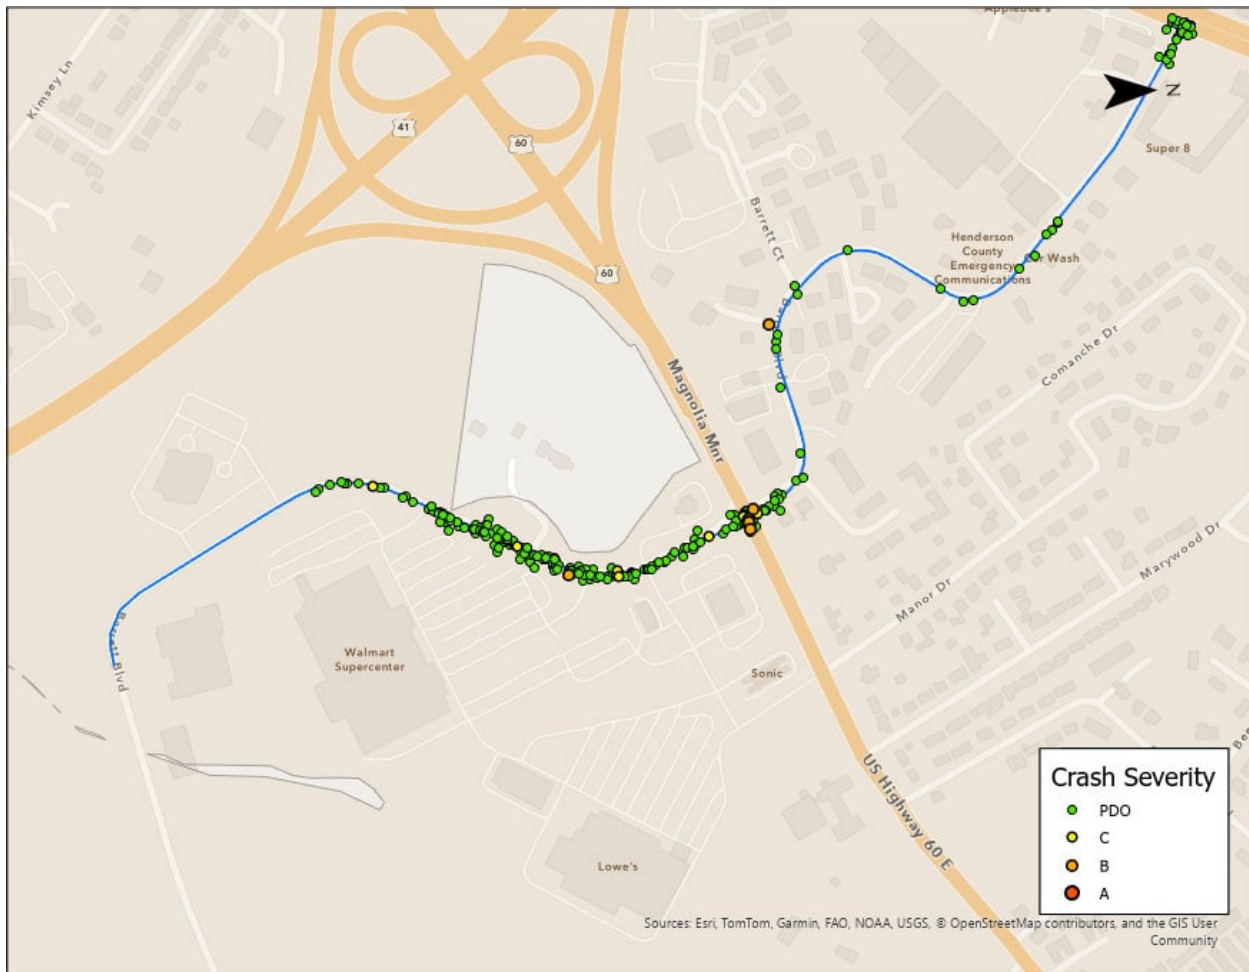 Applebee's
Kimsey Ln
41
60
N
Super 8
Barrett Ct
Henderson
County
Emergency
Communications
Car Wash
60
Blvd
Comanche Dr
Magnolia Mnr
Marywood Dr
Manor Dr
Blvd
Walmart
Supercenter
Sonic
US Highway 60 E
Lowe's
Crash Severity
PDO
C
B
A
Sources: Esri, TomTom, Garmin, FAO, NOAA, USGS, © OpenStreetMap contributors, and the GIS User
Community